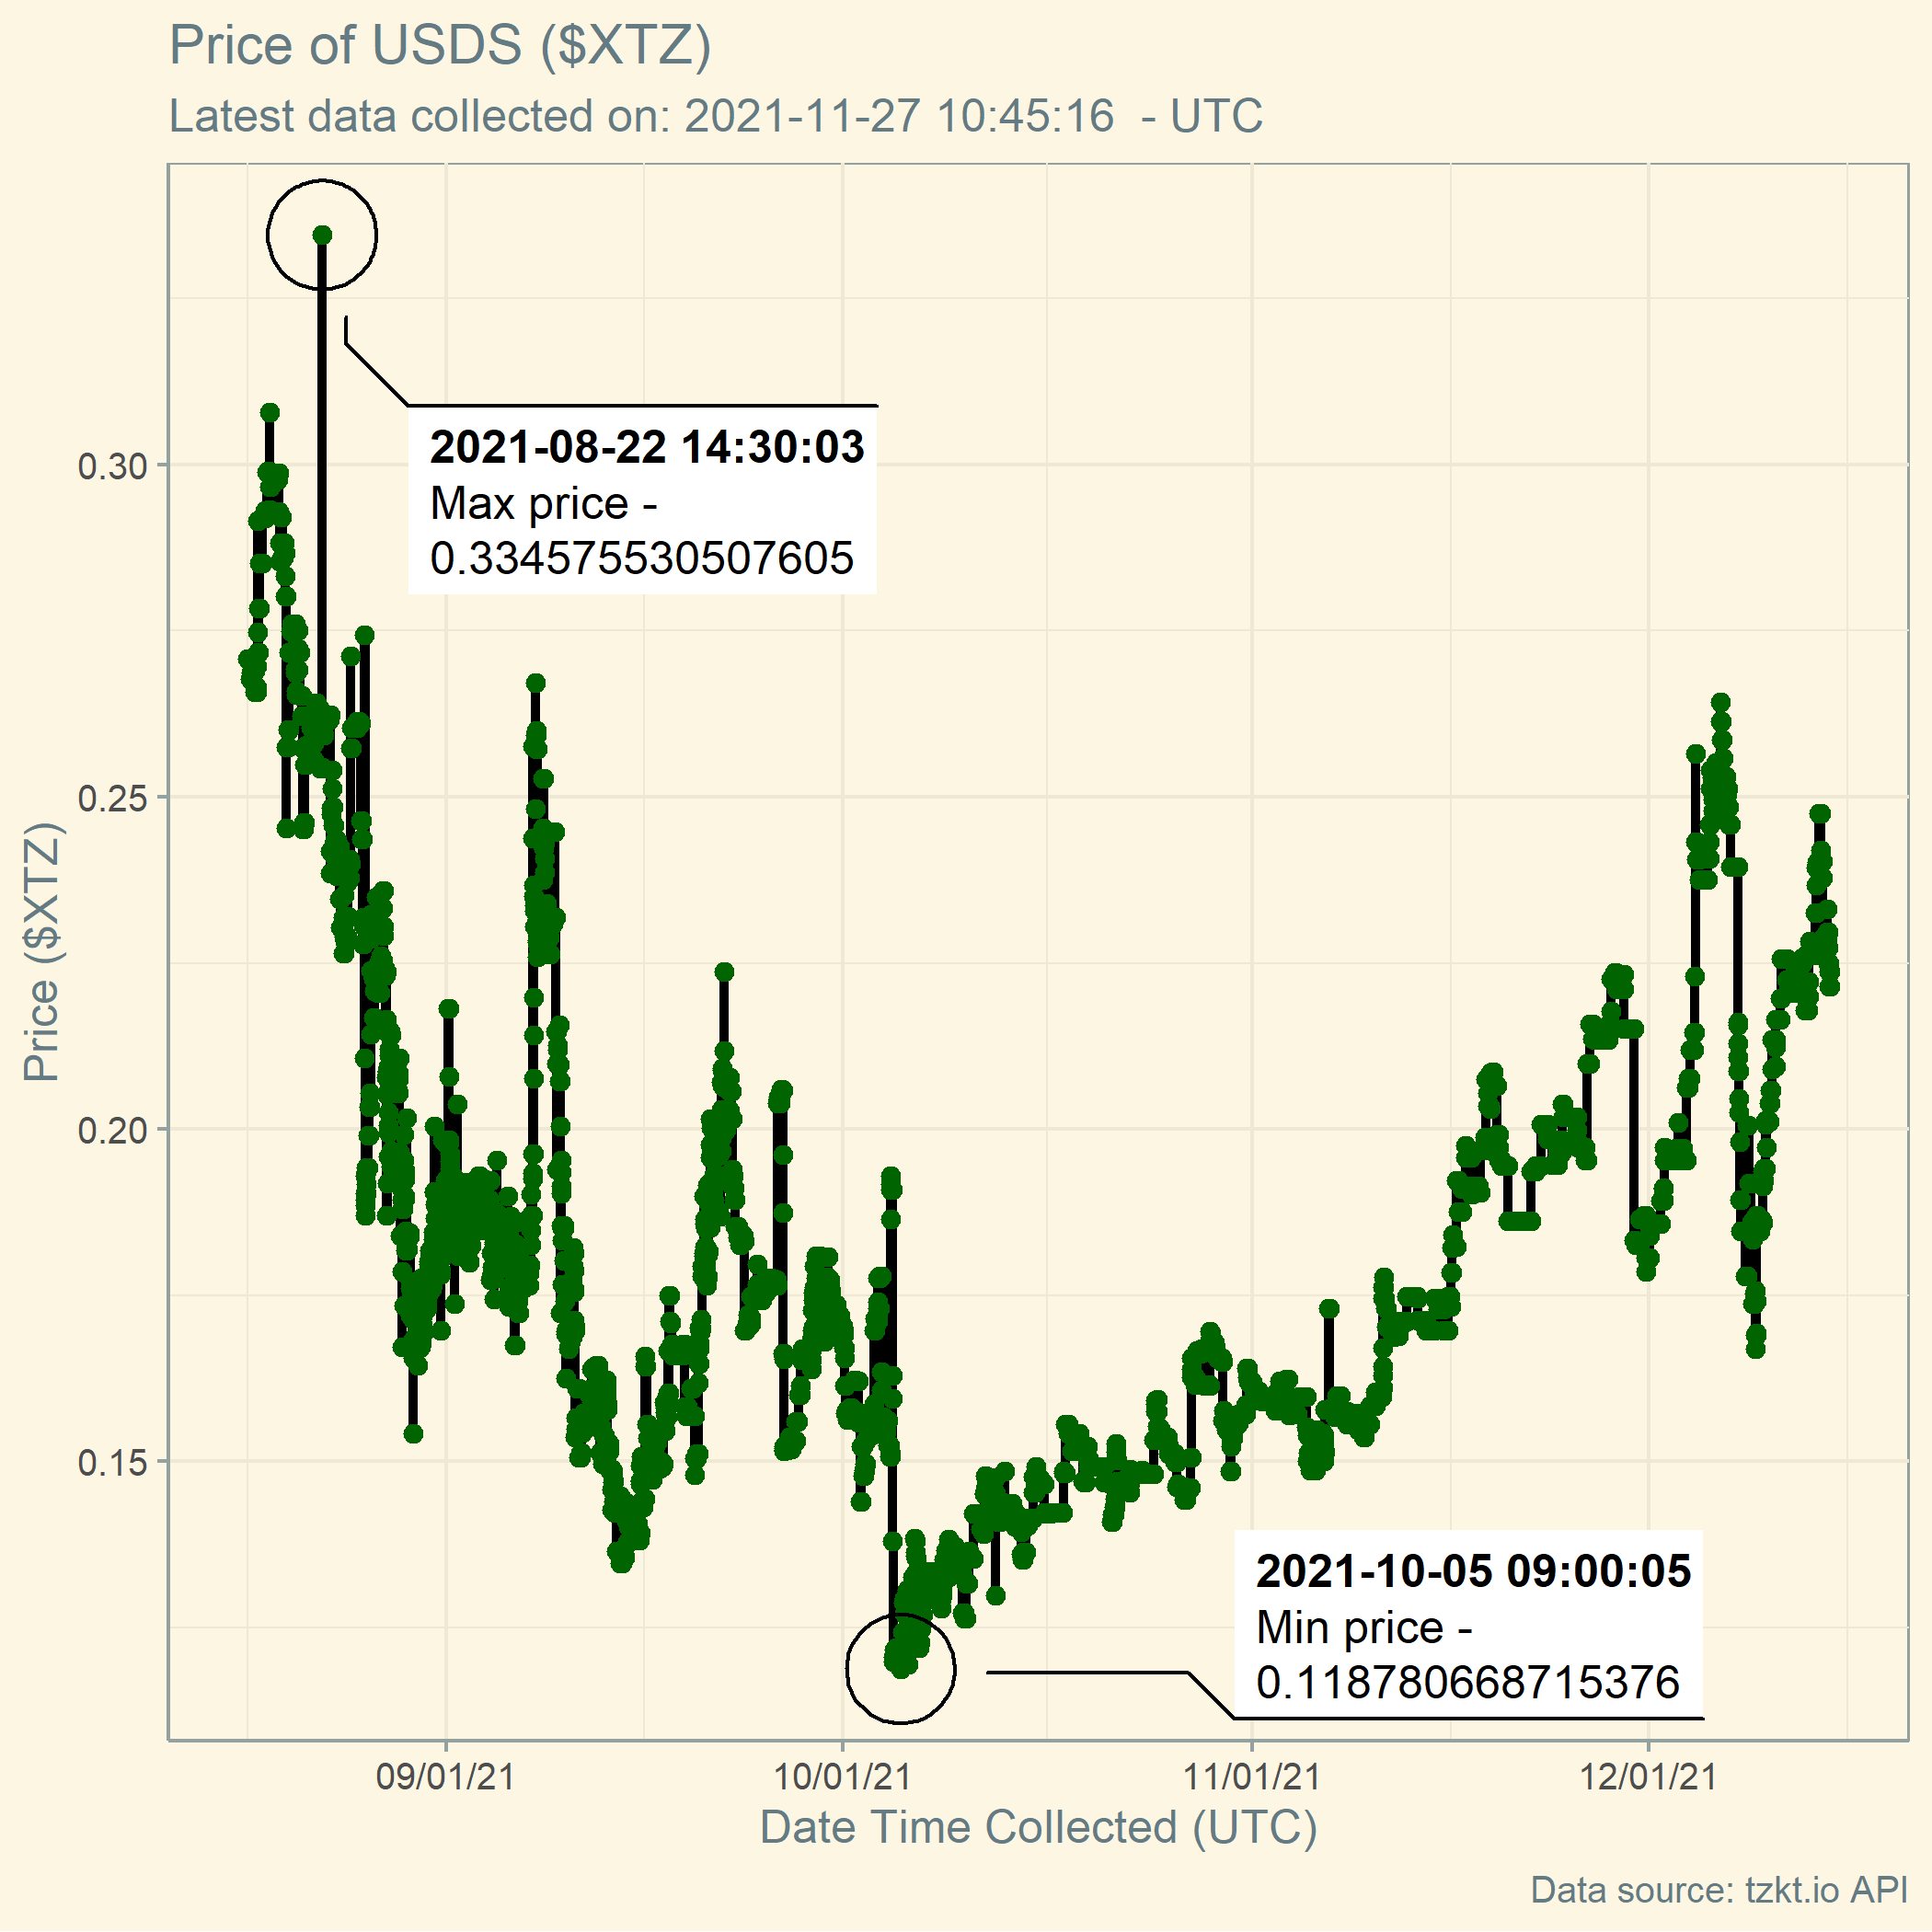 Price of USDS ($XTZ)
Latest data collected on: 2021-11-27 10:45:16  - UTC
2021-08-22 14:30:03
Max price -
0.334575530507605
0.30
0.25
0.20
0.15
Price ($XTZ)
2021-10-05 09:00:05
Min price -
0.118780668715376
09/01/21
10/01/21
11/01/21
12/01/21
Date Time Collected (UTC)
Data source: tzkt.io API